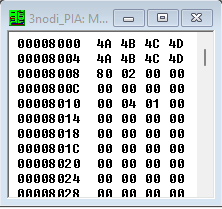 3nodi_PIA: M...
00008000 4A 4B 4C 4D
00008004 4A 4B 4C 4D
00008008 80 02 00 00
0000800C 00 00 00 00
00008010 00 04 01 00
00008014 00 00 00 00
00008018 00 00 00 00
0000801C 00 00 00 00
00008020 00 00 00 00
00008024 00 00 00 00
00008028 00 00 00 00